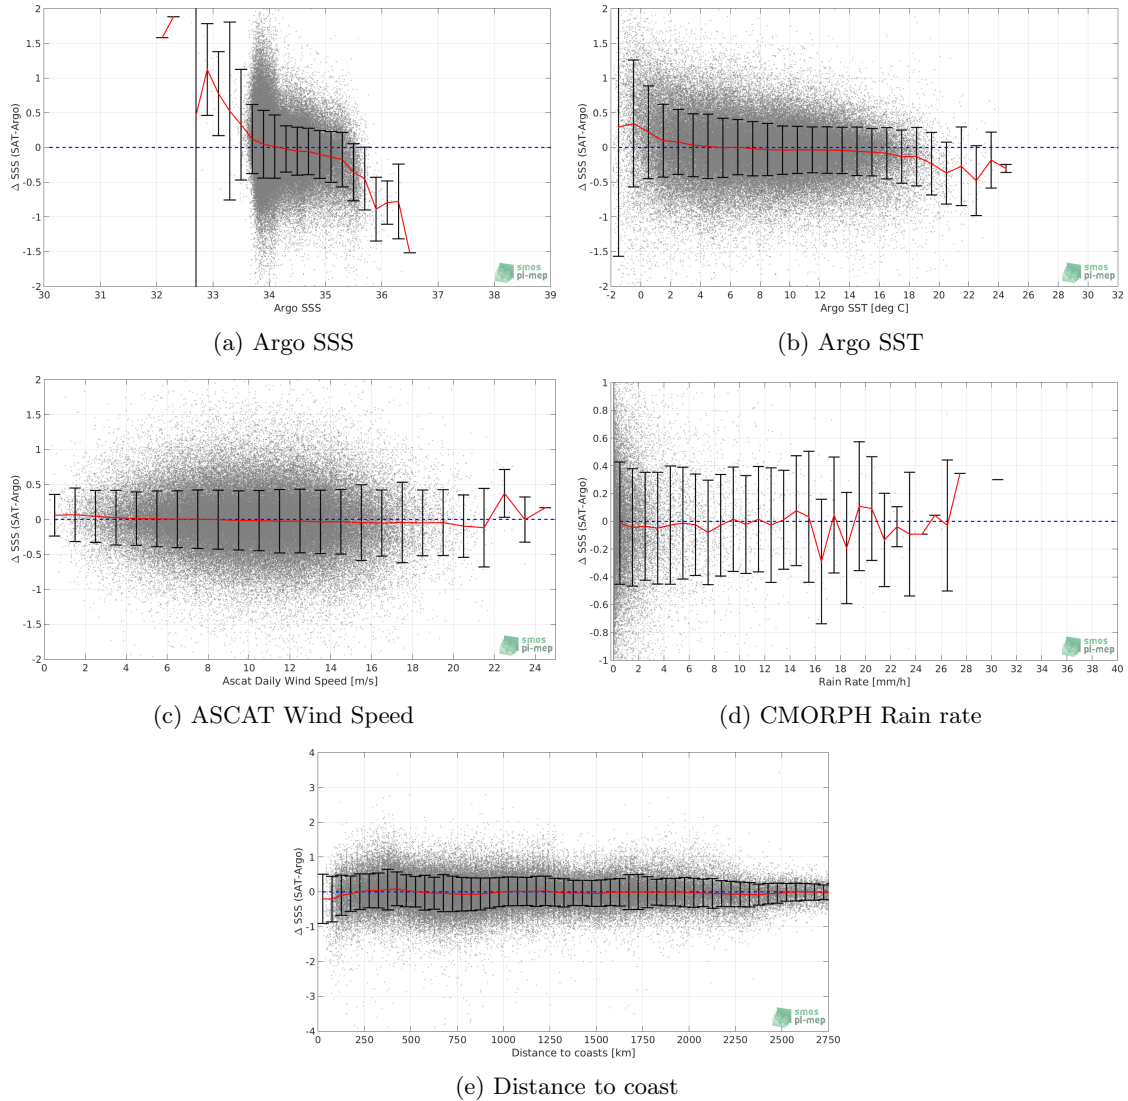 2
1.5
1
0.5
0
-0.5
-1
-1.5
-2
Δ SSS (SAT-Argo)
30 31 32 33 34 35 36 37 38 39
Argo SSS
smos
pi-mep
(a) Argo SSS
2
1.5
1
0.5
0
-0.5
-1
-1.5
-2
Δ SSS (SAT-Argo)
-2 0 2 4 6 8 10 12 14 16 18 20 22 24 26 28 30 32
Argo SST [deg C]
smos
pi-mep
(b) Argo SST
2
1.5
1
0.5
0
-0.5
-1
-1.5
-2
Δ SSS (SAT-Argo)
0 2 4 6 8 10 12 14 16 18 20 22 24
Ascat Daily Wind Speed [m/s]
smos
pi-mep
(c) ASCAT Wind Speed
1
0.8
0.6
0.4
0.2
0
-0.2
-0.4
-0.6
-0.8
-1
Δ SSS (SAT-Argo)
0 2 4 6 8 10 12 14 16 18 20 22 24 26 28 30 32 34 36 38 40
Rain Rate [mm/h]
smos
pi-mep
(d) CMORPH Rain rate
4
3
2
1
0
-1
-2
-3
-4
Δ SSS (SAT-Argo)
0 250 500 750 1000 1250 1500 1750 2000 2250 2500 2750
Distance to coasts [km]
smos
pi-mep
(e) Distance to coast